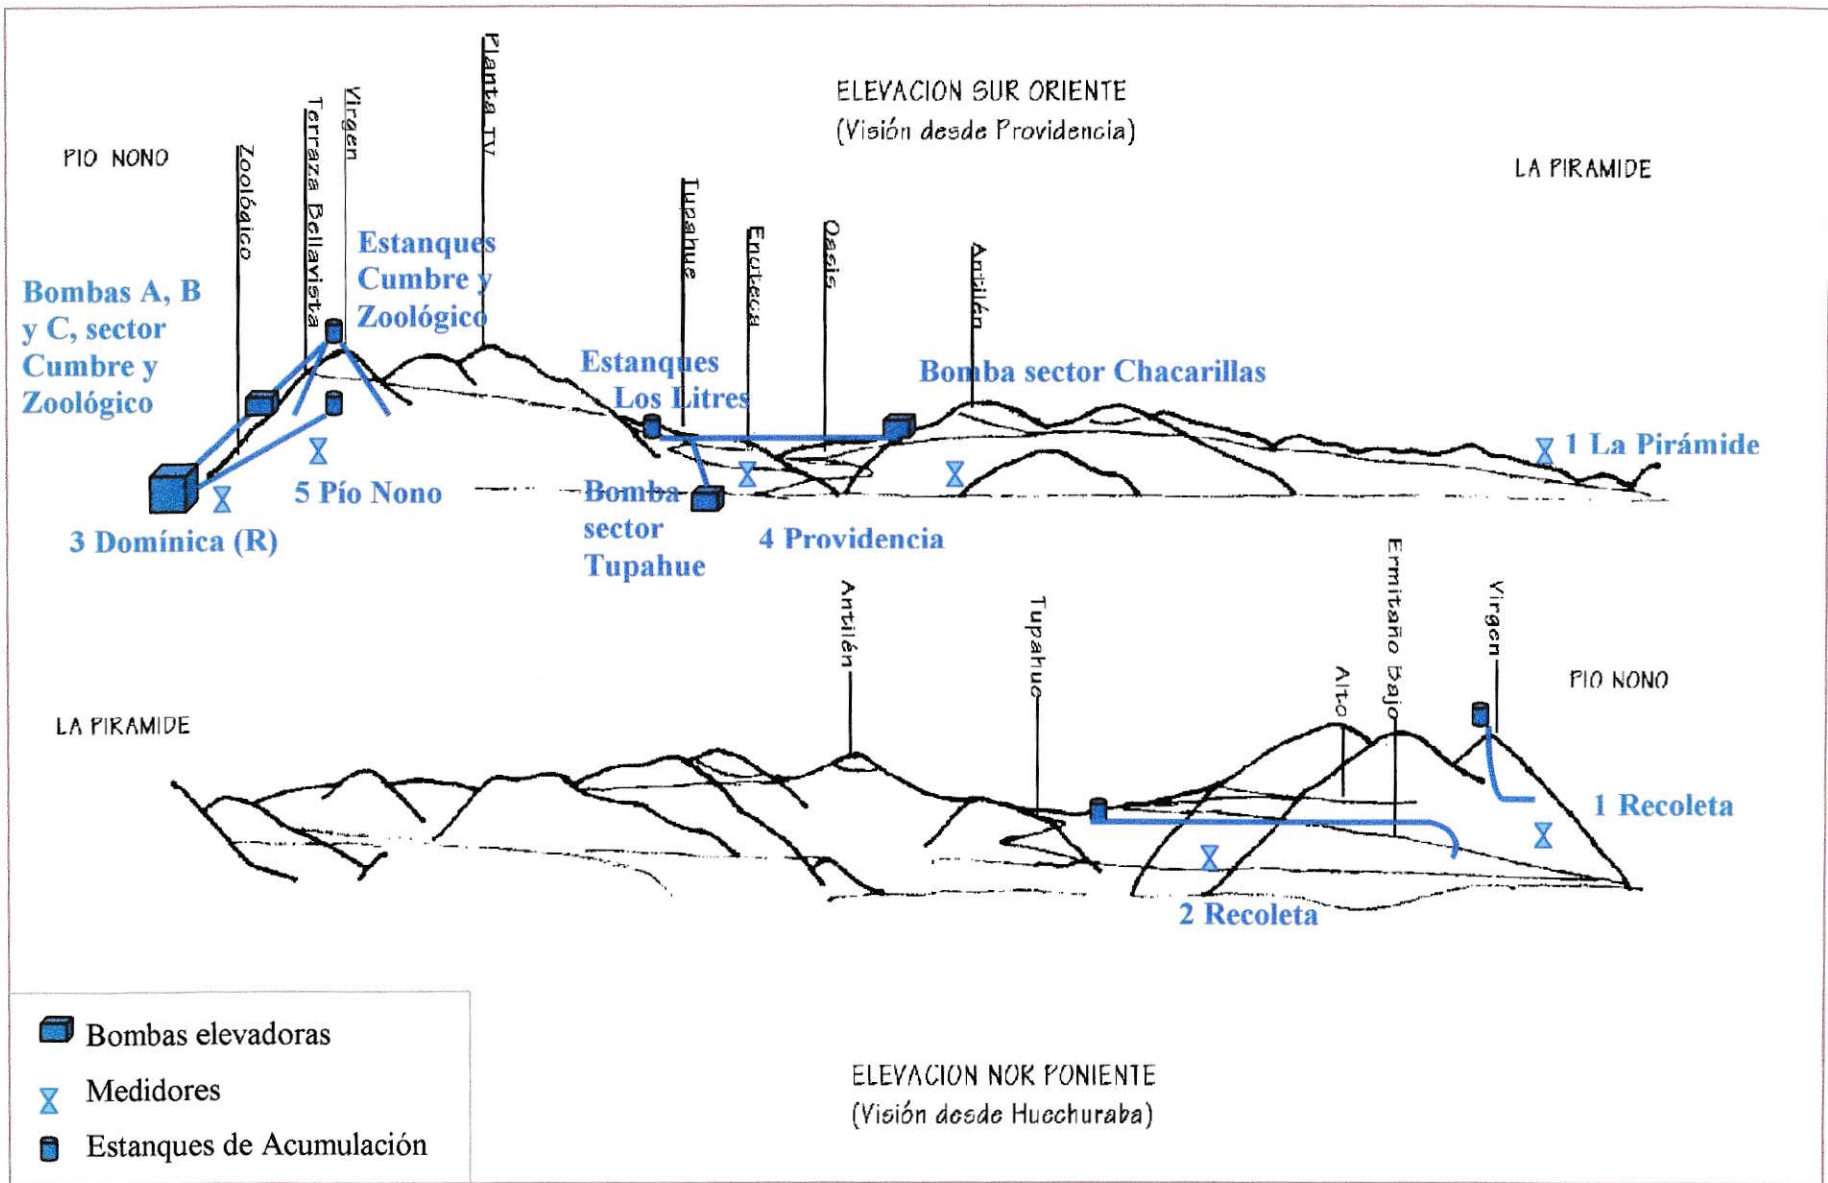 ELEVACION SUR ORIENTE
(Visión desde Providencia)
PIO NONO
LA PIRAMIDE
Zoológico
Terraza Bellavista
Virgen
Planta TV
Tupahue
Enoteca
Oasis
Antilén
Bombas A, B
y C, sector
Cumbre y
Zoológico
Estanques
Cumbre y
Zoológico
Estanques
Los Litres
Bomba sector Chacarillas
1 La Pirámide
5 Pío Nono
3 Domínica (R)
Bomba
sector
Tupahue
4 Providencia
LA PIRAMIDE
Antilén
Tupahue
Alto
Ermitaño Bajo
Virgen
PIO NONO
1 Recoleta
2 Recoleta
Bombas elevadoras
Medidores
Estanques de Acumulación
ELEVACION NOR PONIENTE
(Visión desde Huechuraba)